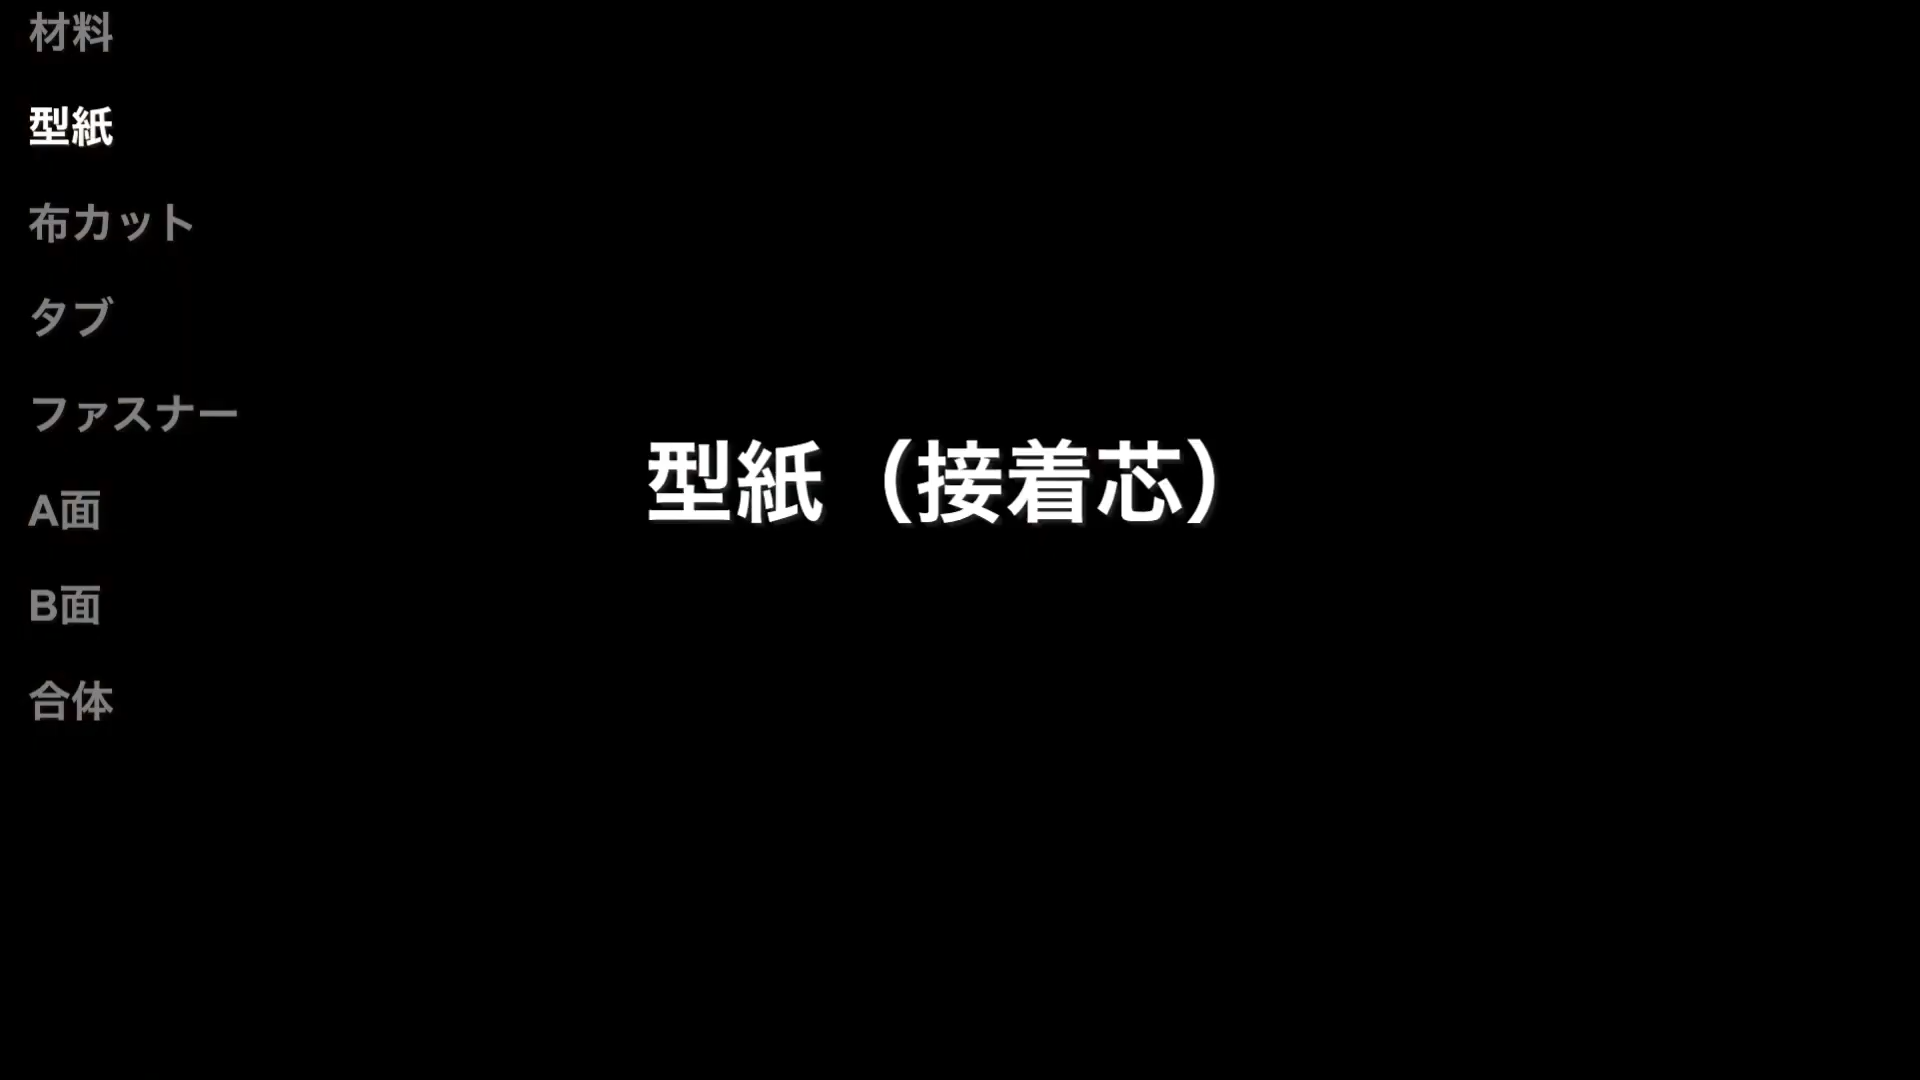 材料
型紙
布カット
タブ
ファスナー
A面
B面
合体
型紙（接着芯）